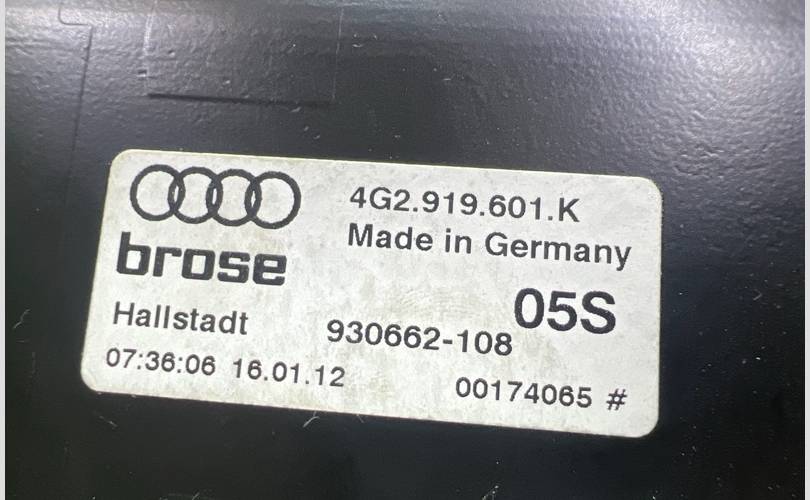 4G2.919.601.K
Made in Germany
brose
05S
Hallstadt 930662-108
07:36:06 16.01.12 00174065 #